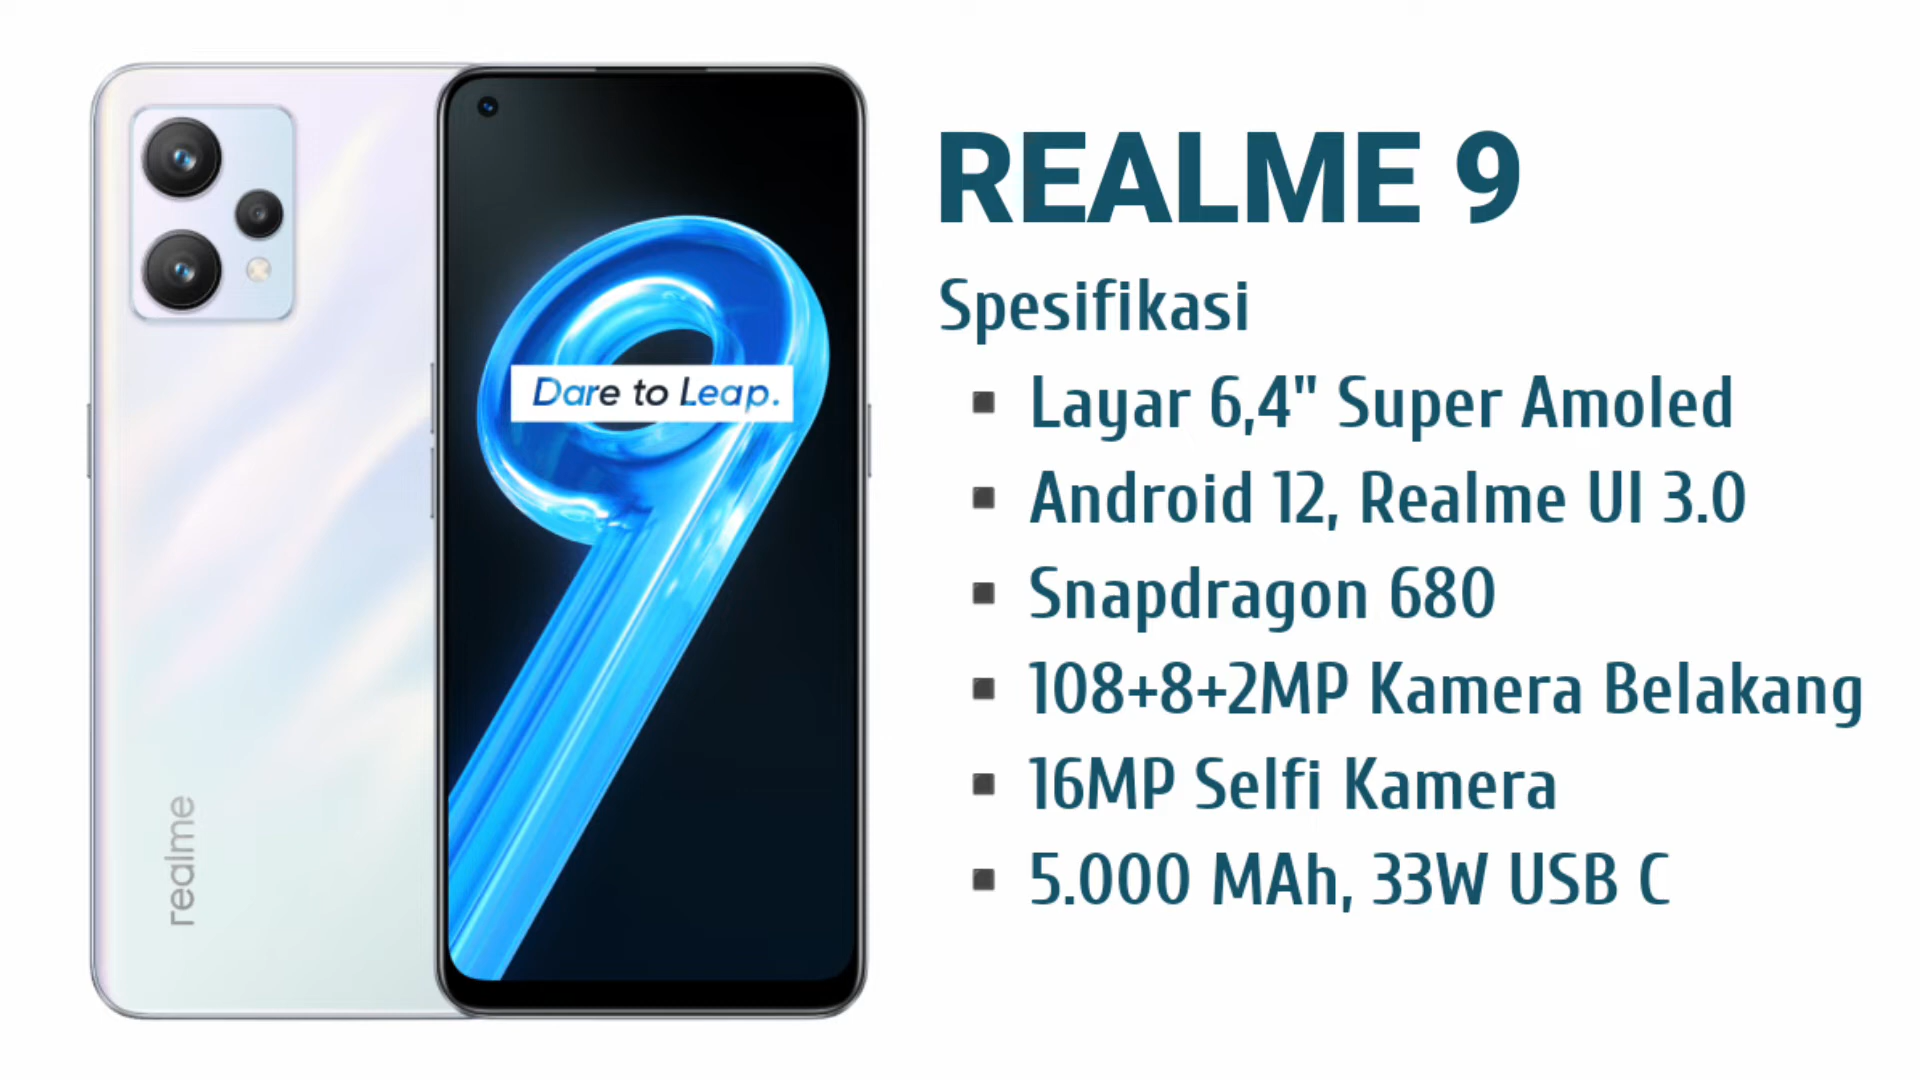 realme
Dare to Leap.
REALME 9
Spesifikasi
▪ Layar 6,4" Super Amoled
▪ Android 12, Realme UI 3.0
▪ Snapdragon 680
▪ 108+8+2MP Kamera Belakang
▪ 16MP Selfi Kamera
▪ 5.000 MAh, 33W USB C